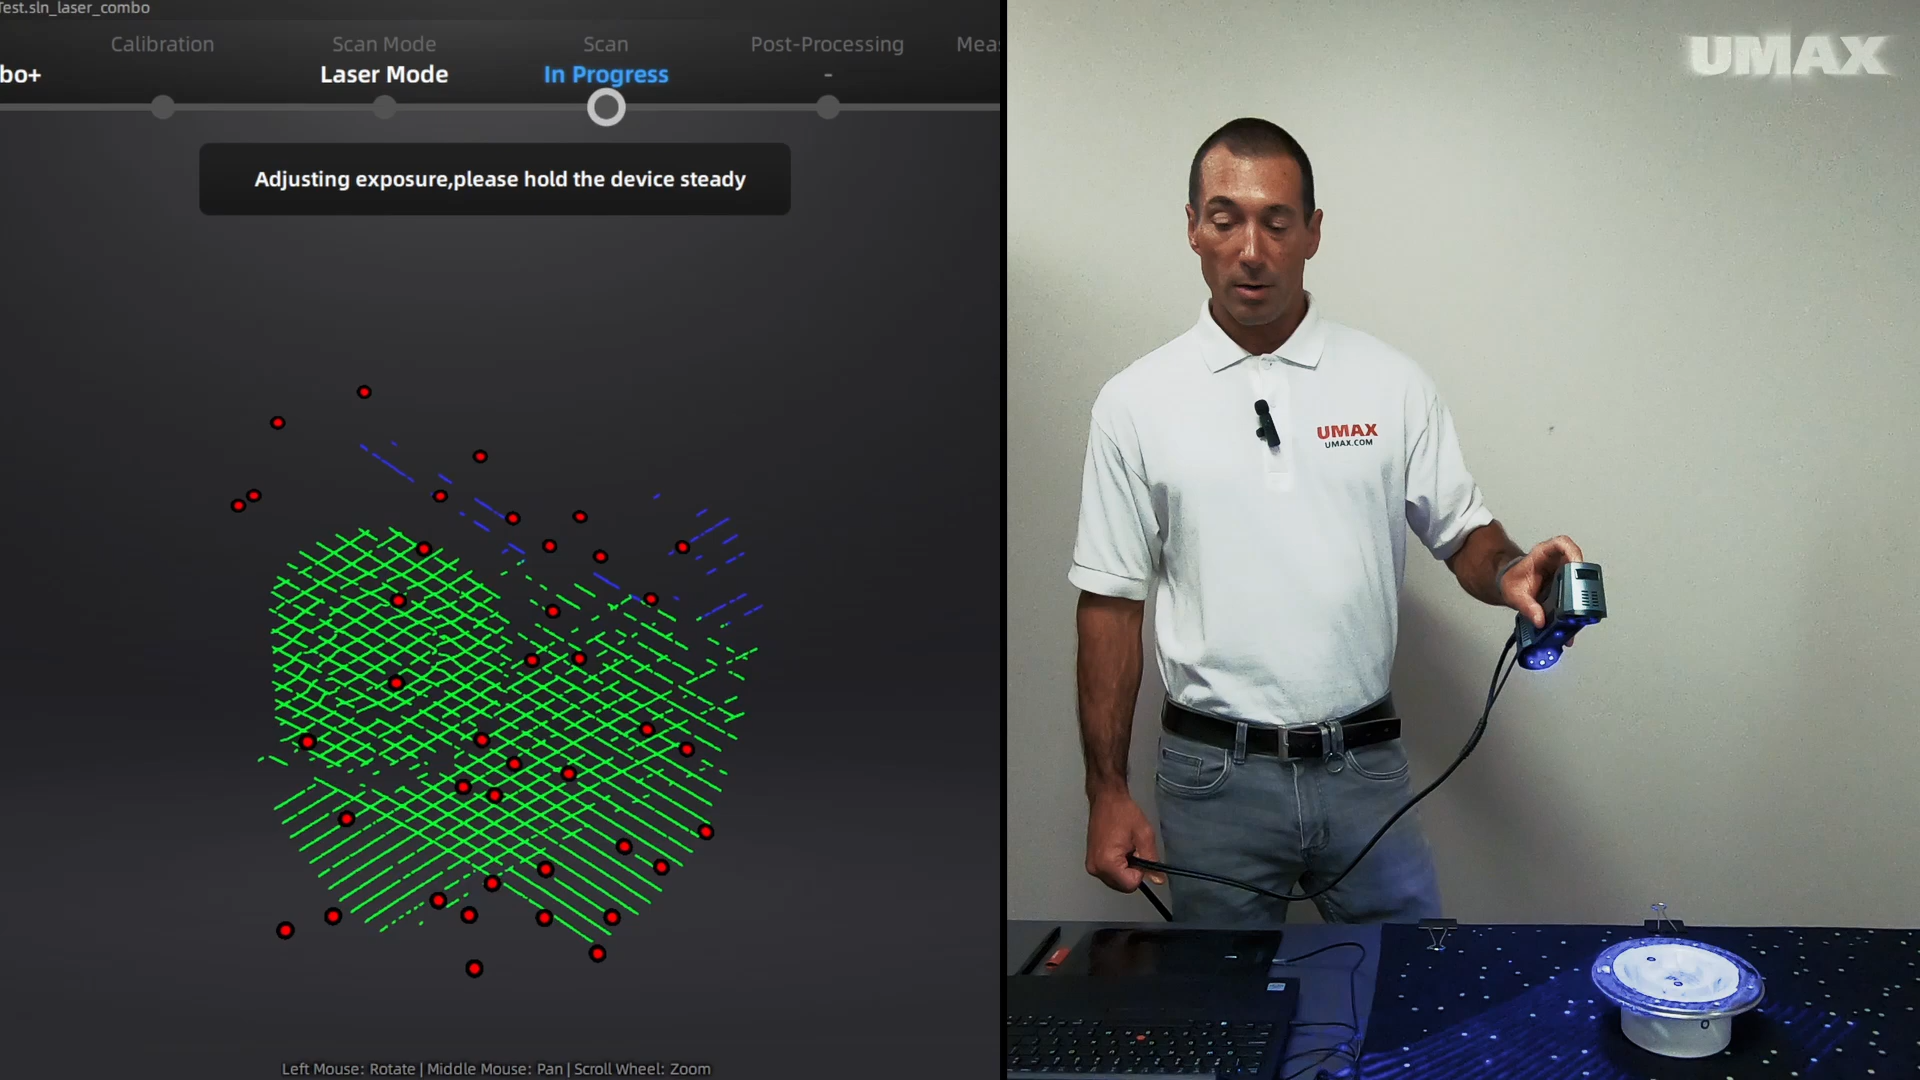 Test.sln_laser_combo
Calibration
Scan Mode
Scan
Post-Processing
Mea
bo+
Laser Mode
In Progress
-
Adjusting exposure,please hold the device steady
Left Mouse: Rotate | Middle Mouse: Pan | Scroll Wheel: Zoom
UMAX
UMAX
UMAX.COM